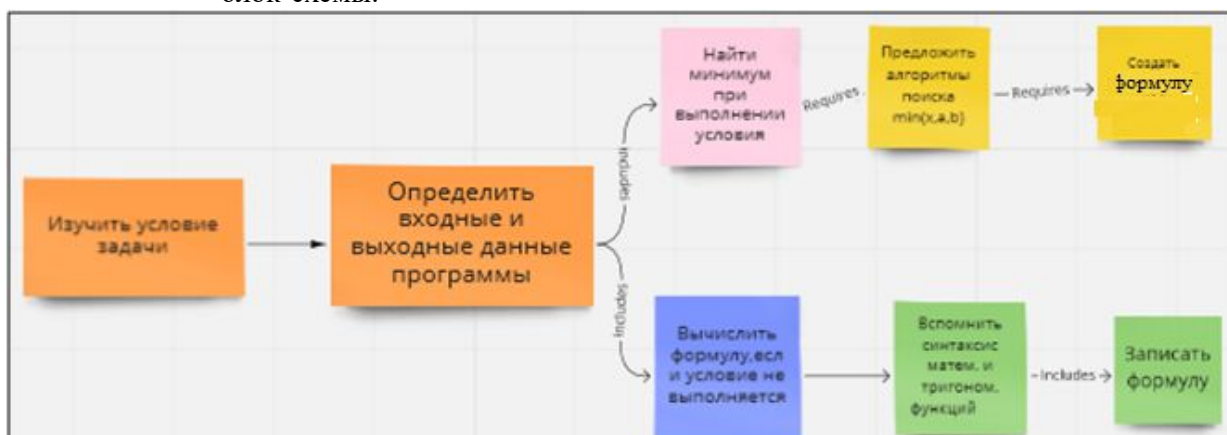 блок-схемы.
Найти
минимум
при
выполнении
условия
Requires
Предложить
алгоритмы
поиска
min(x,a,b)
Requires
Создать
формулу
includes
Изучить условие
задачи
Определить
входные и
выходные данные
программы
includes
Вычислить
формулу,есл
и условие не
выполняется
Вспомнить
синтаксис
матем. и
тригоном.
функций
Includes
Записать
формулу